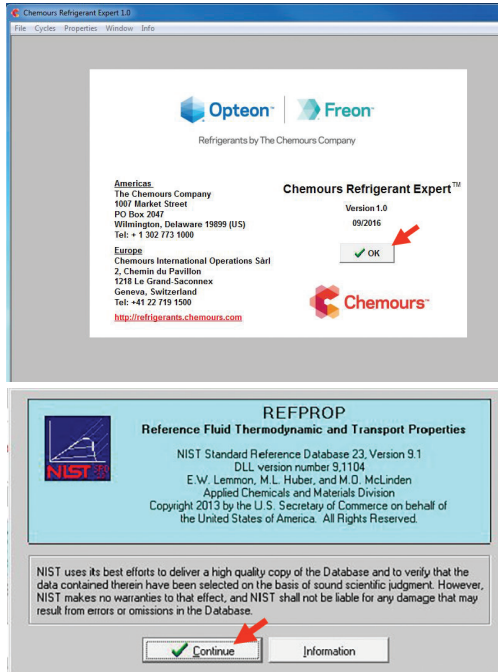 Chemours Refrigerant Expert 1.0
File Cycles Properties Window Info
Opteon™ Freon™
Refrigerants by The Chemours Company
Americas
The Chemours Company
1007 Market Street
PO Box 2047
Wilmington, Delaware 19899 (US)
Tel: + 1 302 773 1000
Europe
Chemours International Operations Sàrl
2, Chemin du Pavillon
1218 Le Grand-Saconnex
Geneva, Switzerland
Tel: +41 22 719 1500
http://refrigerants.chemours.com
Chemours Refrigerant Expert™
Version 1.0
09/2016
OK
Chemours™
REFPROP
Reference Fluid Thermodynamic and Transport Properties
NIST Standard Reference Database 23, Version 9.1
DLL version number 9,1104
E.W. Lemmon, M.L. Huber, and M.O. McLinden
Applied Chemicals and Materials Division
Copyright 2013 by the U.S. Secretary of Commerce on behalf of
the United States of America. All Rights Reserved.
NIST
NIST uses its best efforts to deliver a high quality copy of the Database and to verify that the
data contained therein have been selected on the basis of sound scientific judgment. However,
NIST makes no warranties to that effect, and NIST shall not be liable for any damage that may
result from errors or omissions in the Database.
Continue Information